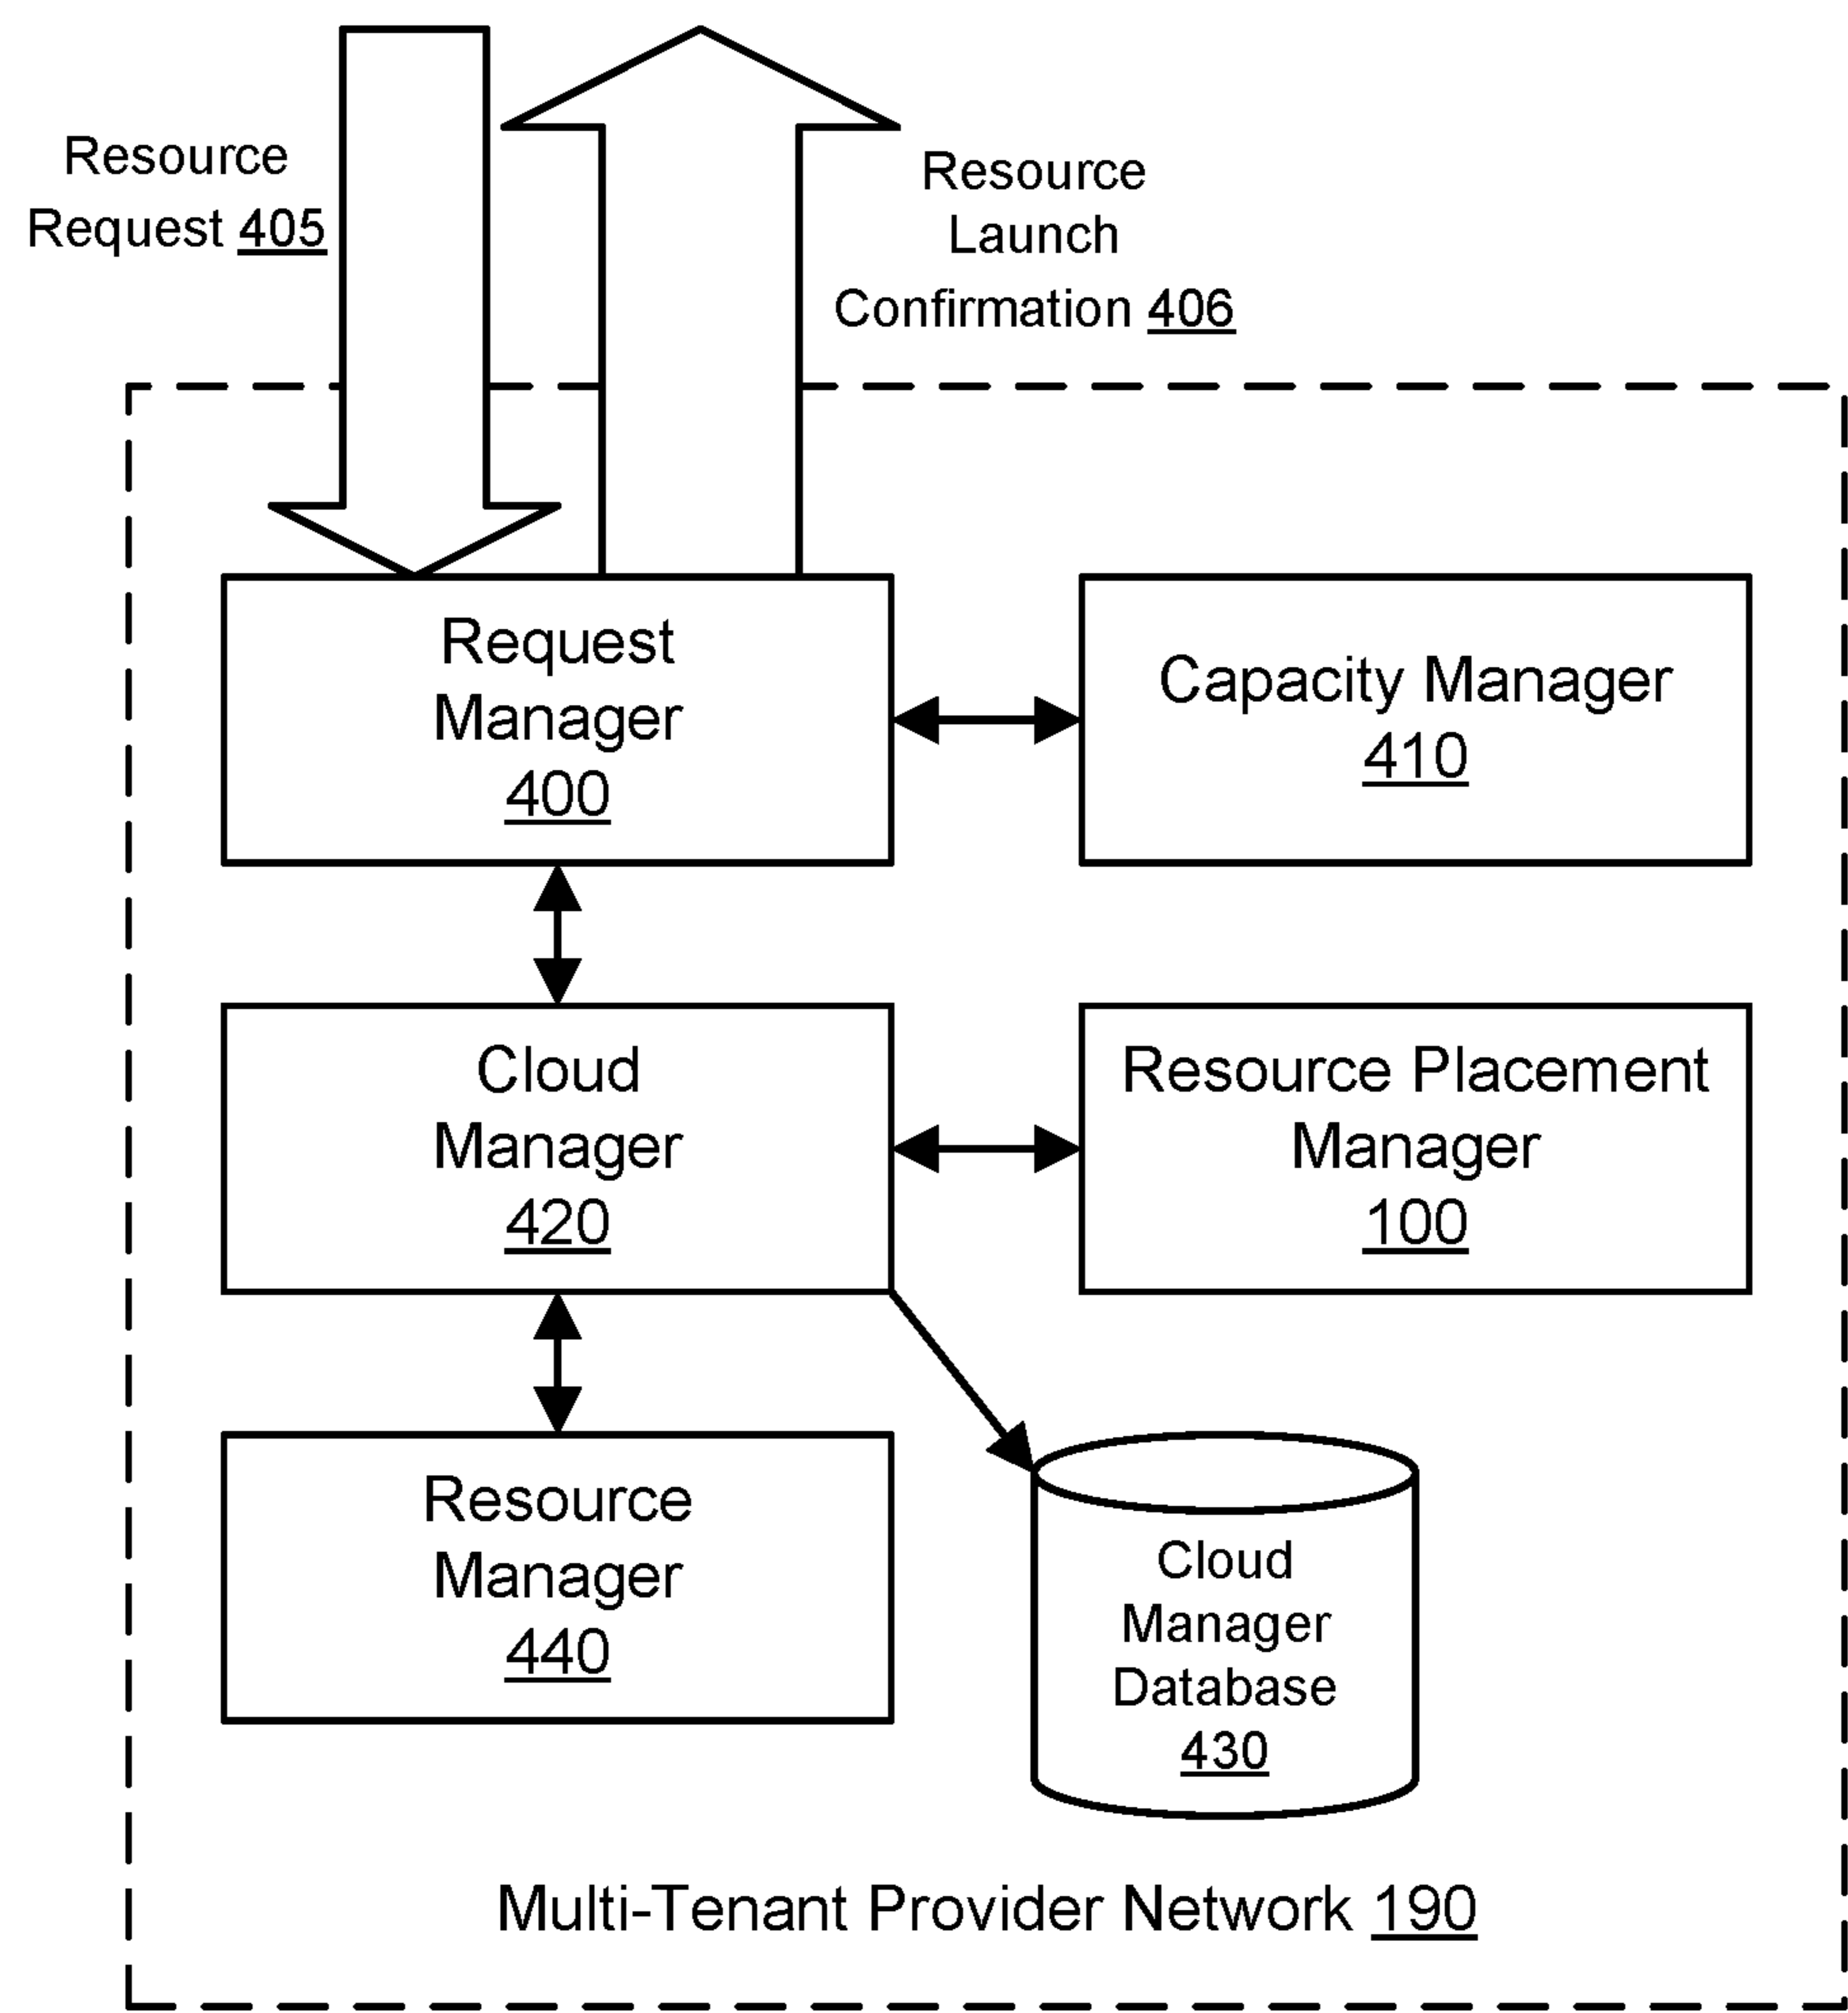 Resource
Request 405
Resource
Launch
Confirmation 406
Request
Manager
400
Capacity Manager
410
Cloud
Manager
420
Resource Placement
Manager
100
Resource
Manager
440
Cloud
Manager
Database
430
Multi-Tenant Provider Network 190